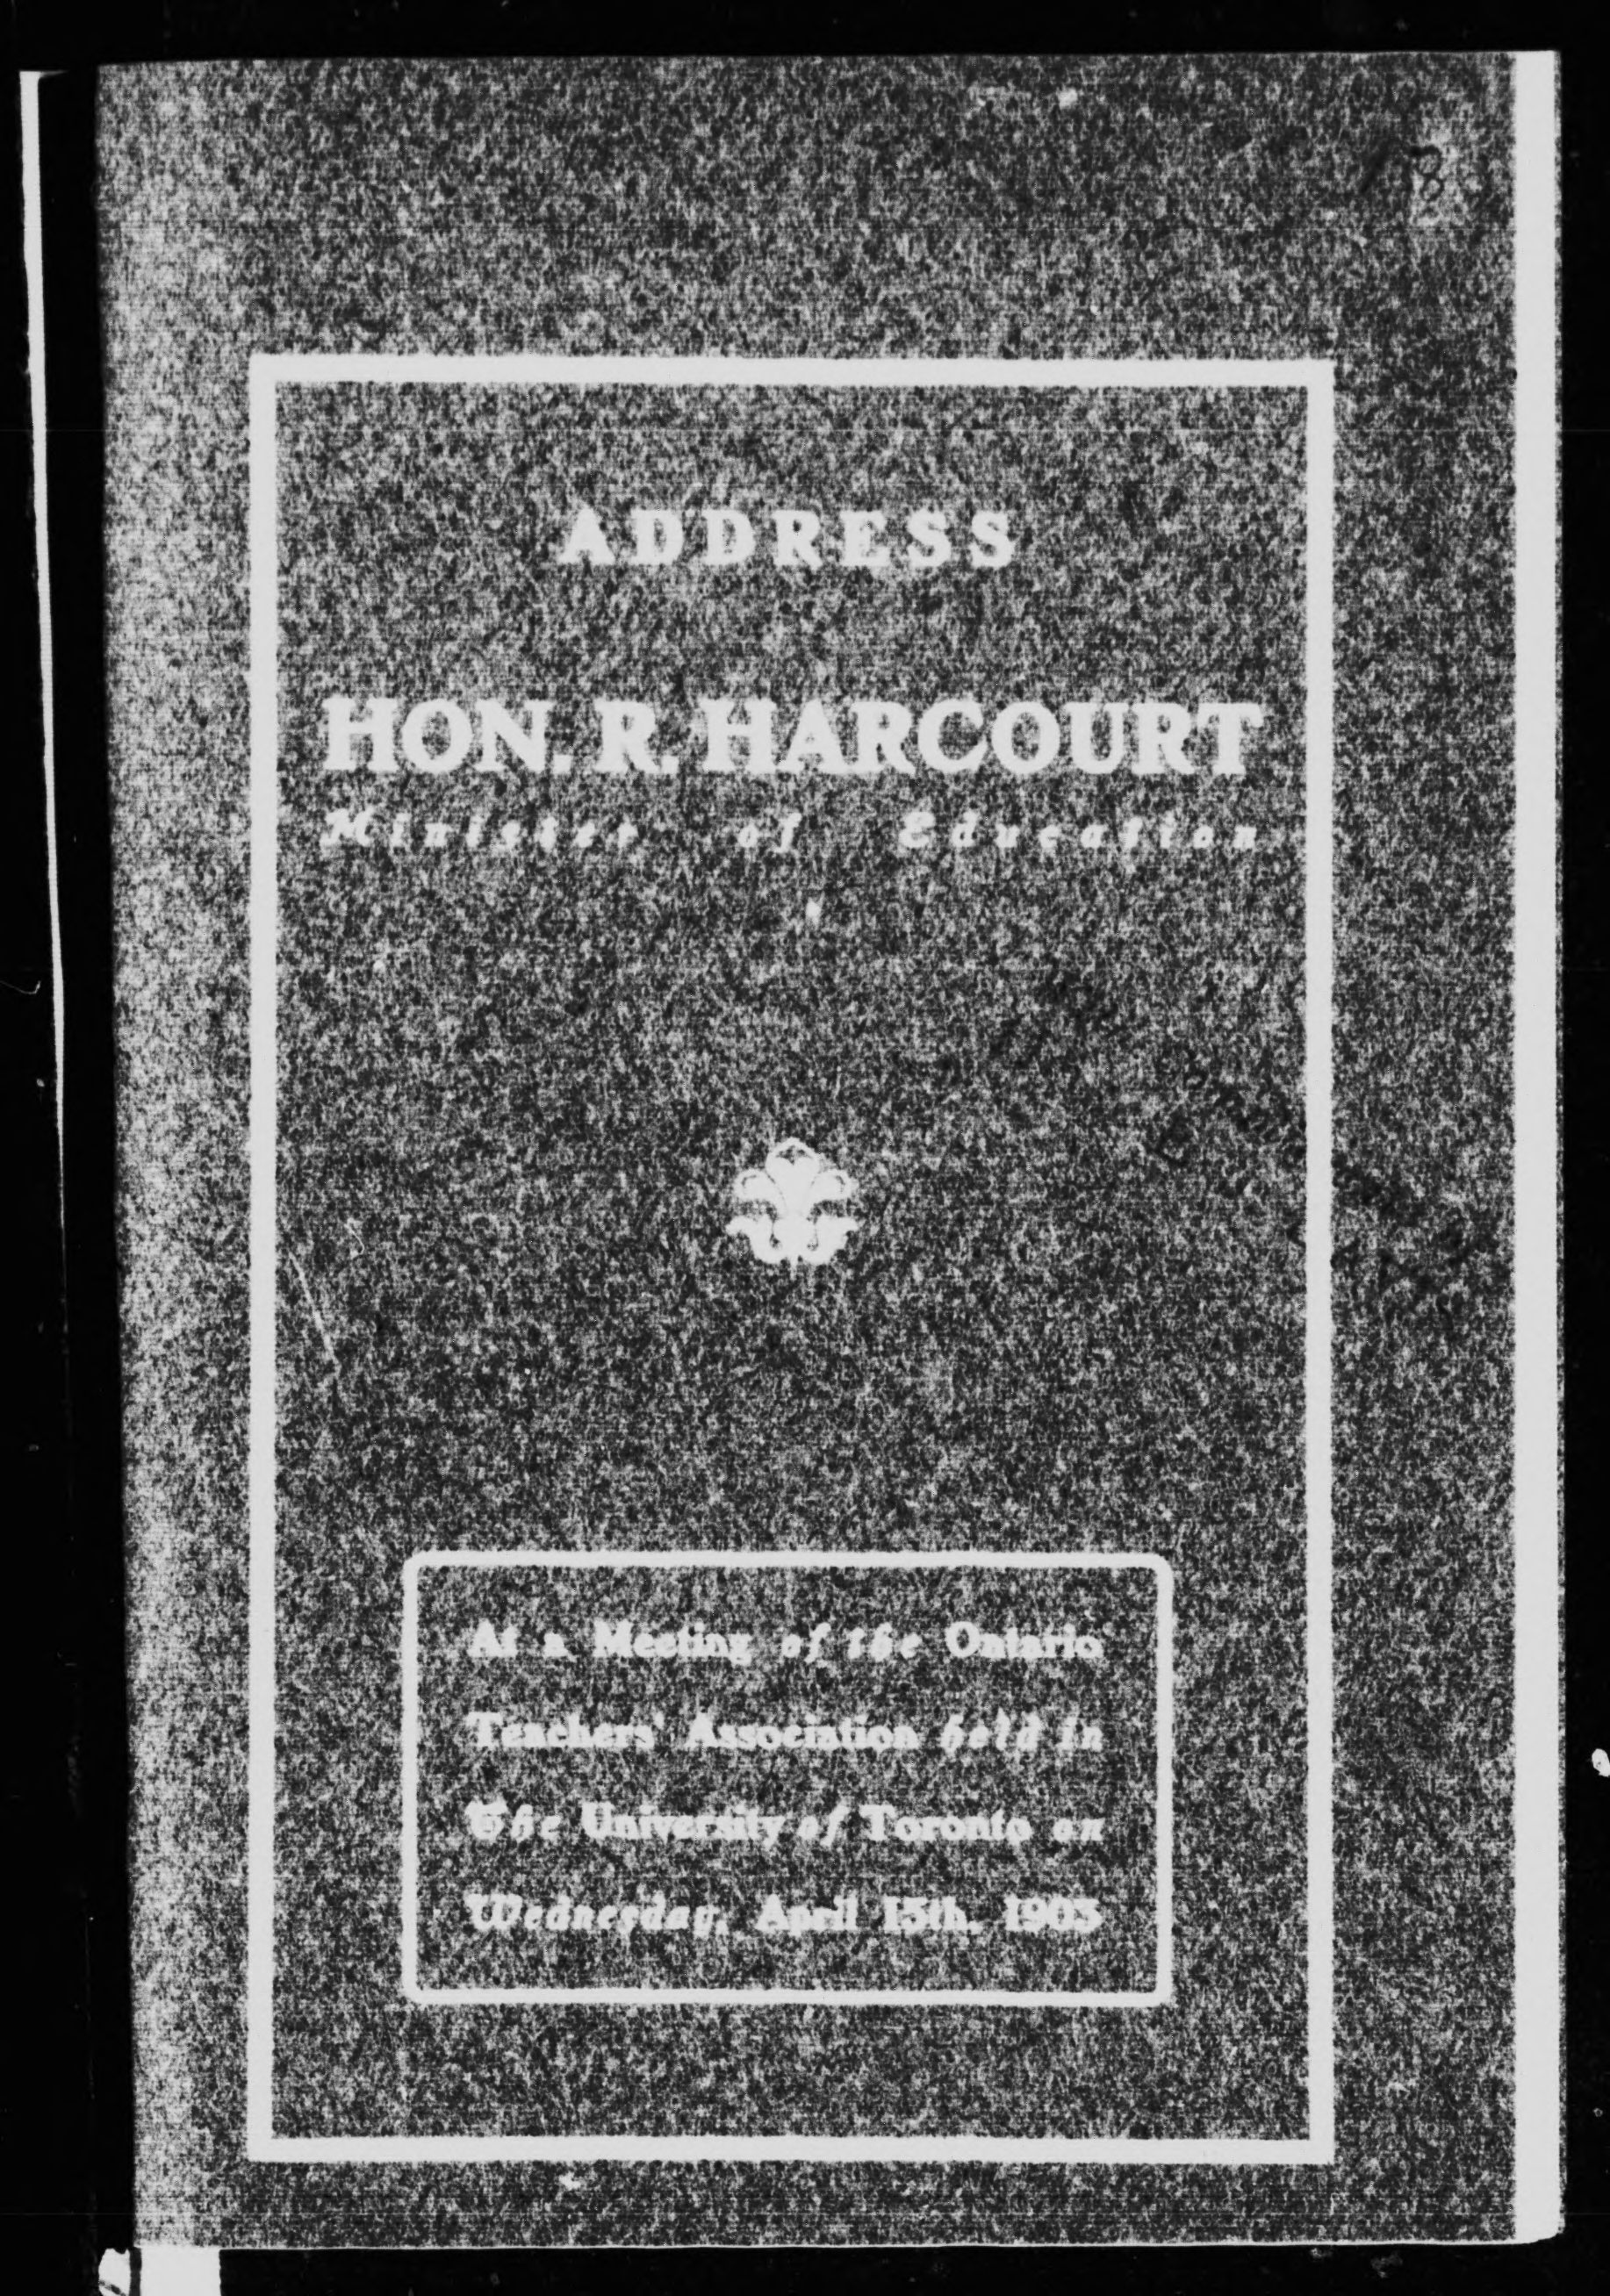 ADDRESS
HON. R. HARCOURT
Minister of Education
At a Meeting of the Ontario
Teachers' Association held in
The University of Toronto on
Wednesday, April 15th, 1903